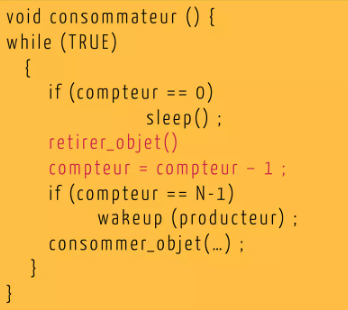 void consommateur () {
while (TRUE)
{
if (compteur == 0)
sleep() ;
retirer_objet()
compteur = compteur – 1 ;
if (compteur == N-1)
wakeup (producteur) ;
consommer_objet(…) ;
}
}